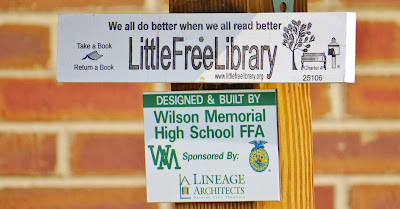 We all do better when we all read better
Take a Book
Return a Book
LittleFreeLibrary
www.littlefreelibrary.org
Charter #
25106
DESIGNED & BUILT BY
Wilson Memorial
High School FFA
WM
Sponsored By:
LINEAGE
ARCHITECTS